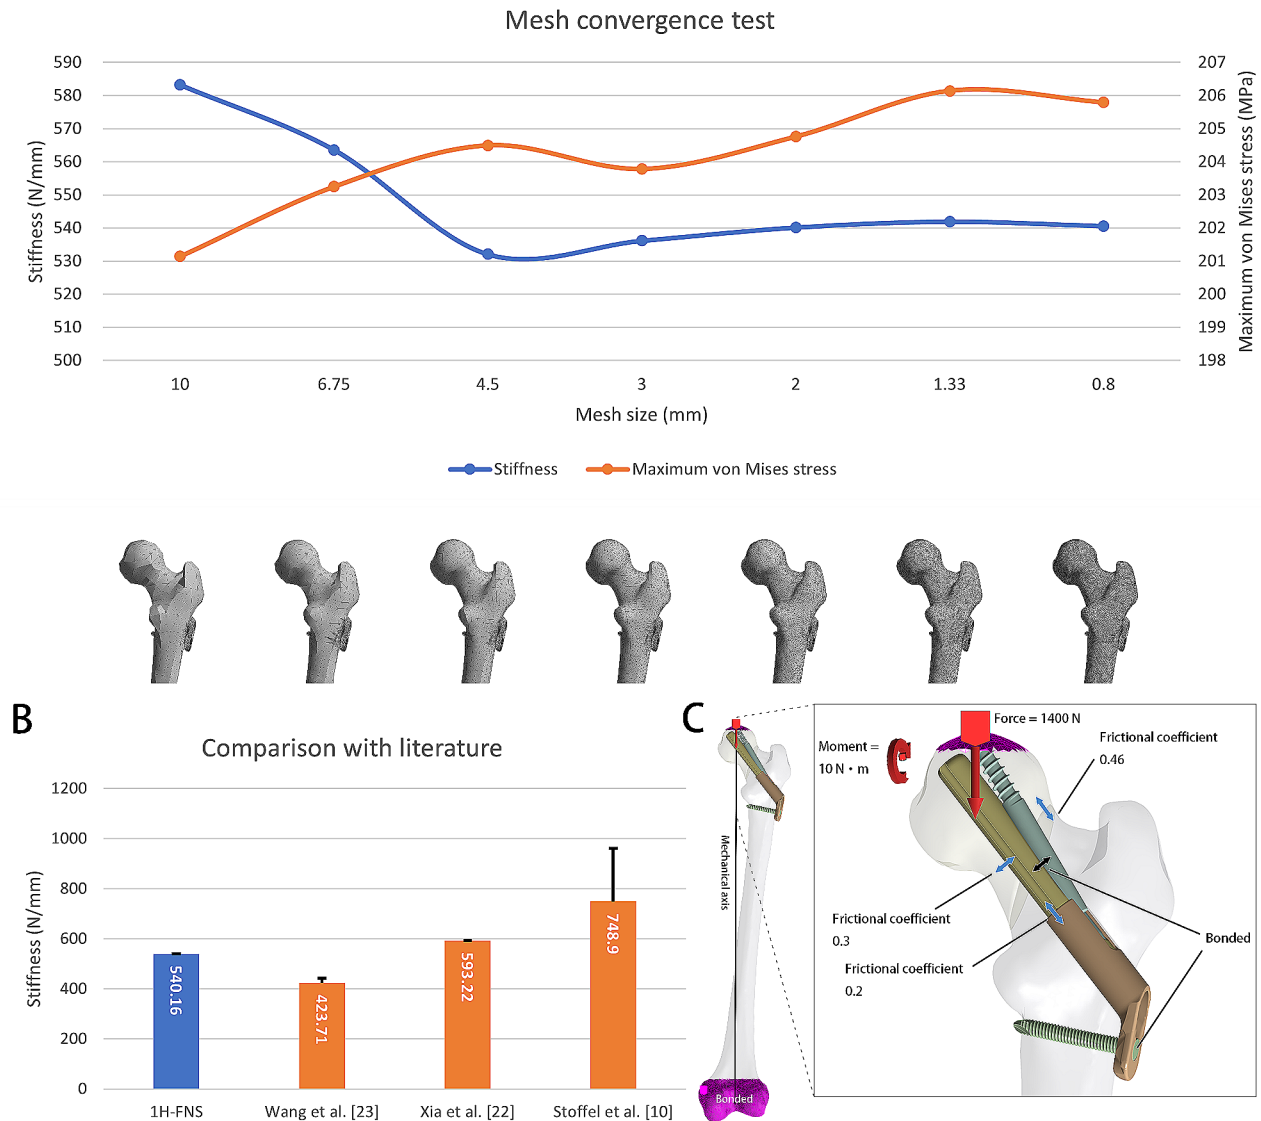 Mesh convergence test
590
580
570
560
550
540
530
520
510
500
Stiffness (N/mm)
207
206
205
204
203
202
201
200
199
198
Maximum von Mises stress (MPa)
10 6.75 4.5 3 2 1.33 0.8
Mesh size (mm)
Stiffness Maximum von Mises stress
B
Comparison with literature
1200
1000
800
600
400
200
0
Stiffness (N/mm)
540.16
423.71
593.22
748.9
1H-FNS Wang et al. [23] Xia et al. [22] Stoffel et al. [10]
C
Mechanical axis
Bonded
Force = 1400 N
Moment =
10 N · m
Frictional coefficient
0.46
Frictional coefficient
0.3
Frictional coefficient
0.2
Bonded